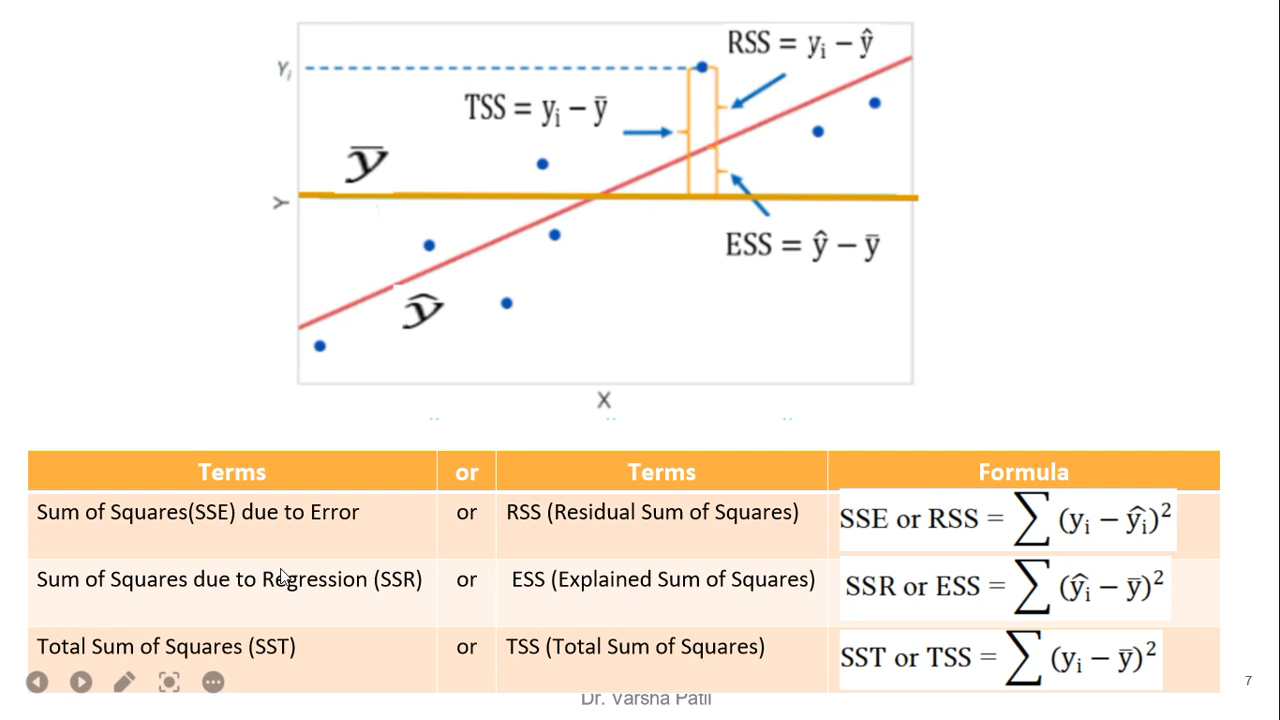 RSS = yᵢ − ŷ
Yᵢ
TSS = yᵢ − ȳ
ȳ
Y
ESS = ŷ − ȳ
ŷ
X
Terms or Terms Formula
Sum of Squares(SSE) due to Error or RSS (Residual Sum of Squares) SSE or RSS = ∑ (yᵢ − ŷᵢ)²
Sum of Squares due to Regression (SSR) or ESS (Explained Sum of Squares) SSR or ESS = ∑ (ŷᵢ − ȳ)²
Total Sum of Squares (SST) or TSS (Total Sum of Squares) SST or TSS = ∑ (yᵢ − ȳ)²
7
Dr. Varsha Patil